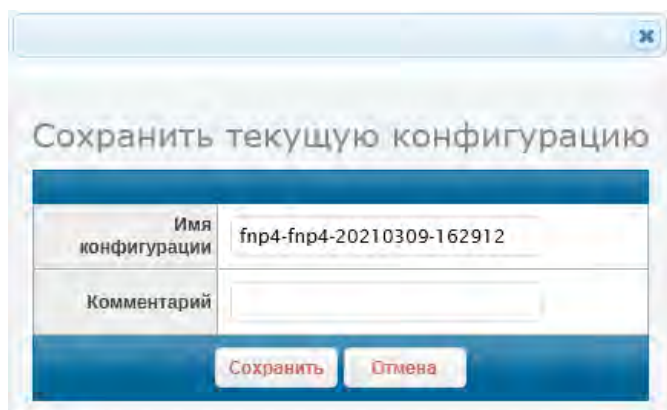 Сохранить текущую конфигурацию
Имя
конфигурации
fnp4-fnp4-20210309-162912
Комментарий
Сохранить
Отмена